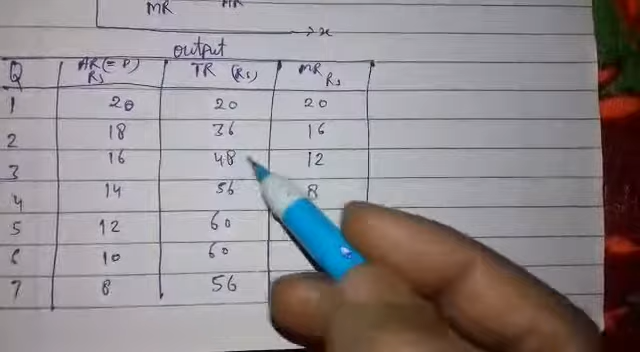 MR AR
x
output
Q AR(=P) Rs TR (Rs) MR Rs
1 20 20 20
2 18 36 16
3 16 48 12
4 14 56 8
5 12 60
6 10 60
7 8 56